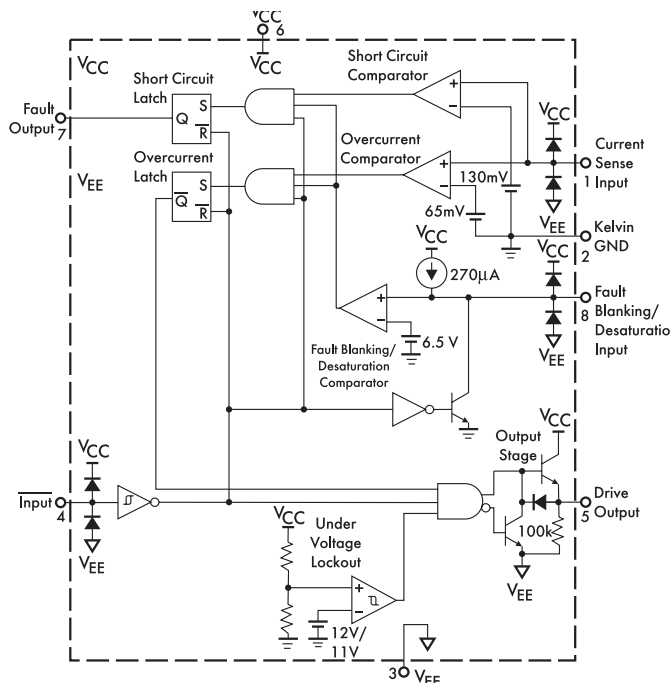 VCC
6
VCC
VCC
Short Circuit
Latch
Short Circuit
Comparator
Fault
Output
7
S
Q
R
VCC
Current
Sense
1 Input
Overcurrent
Comparator
VEE
Overcurrent
Latch
130mV
S
Q
R
65mV
VEE
Kelvin
GND
2
VCC
VCC
270μA
Fault
8 Blanking/
Desaturation
Input
6.5 V
VEE
Fault Blanking/
Desaturation
Comparator
VCC
Output
Stage
VCC
Input
4
Drive
5 Output
100k
VCC
Under
Voltage
Lockout
VEE
VEE
12V/
11V
3
VEE